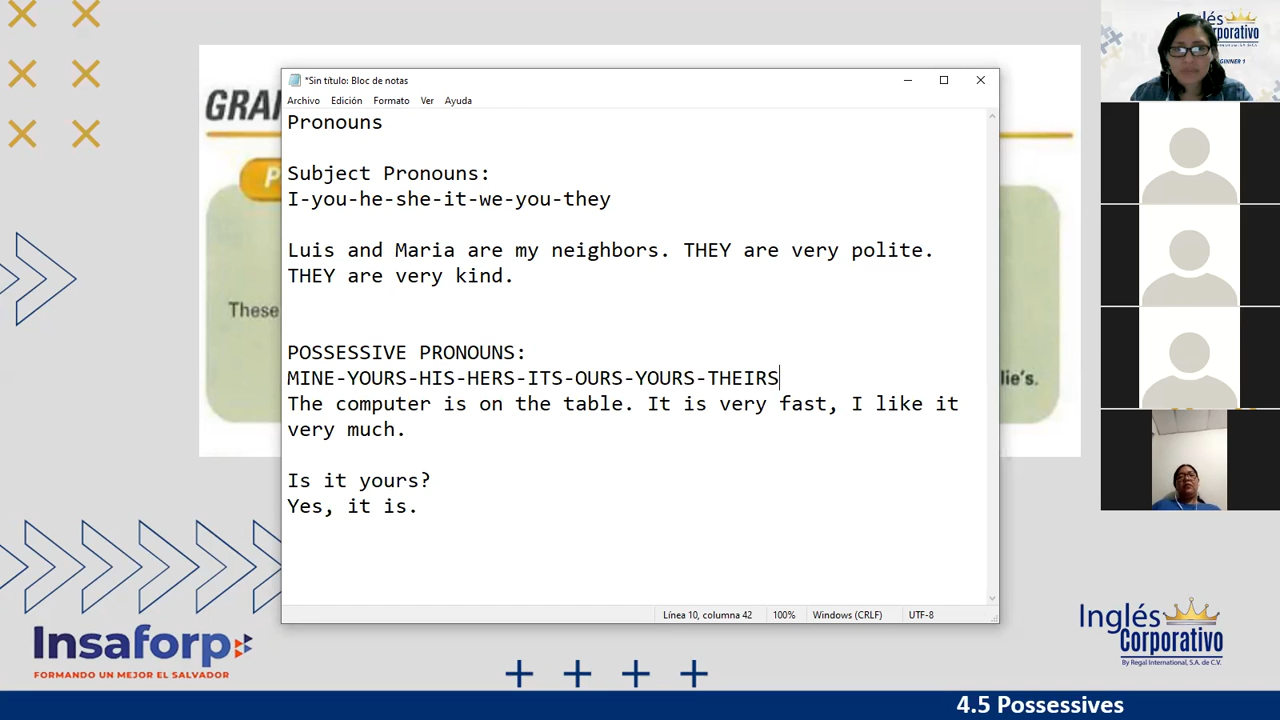 *Sin título: Bloc de notas
Archivo Edición Formato Ver Ayuda
Pronouns
Subject Pronouns:
I-you-he-she-it-we-you-they
Luis and Maria are my neighbors. THEY are very polite.
THEY are very kind.
POSSESSIVE PRONOUNS:
MINE-YOURS-HIS-HERS-ITS-OURS-YOURS-THEIRS
The computer is on the table. It is very fast, I like it
very much.
Is it yours?
Yes, it is.
Línea 10, columna 42 100% Windows (CRLF) UTF-8
These
Insaforp
FORMANDO UN MEJOR EL SALVADOR
Inglés
Corporativo
By Regal International, S.A. de C.V.
4.5 Possessives